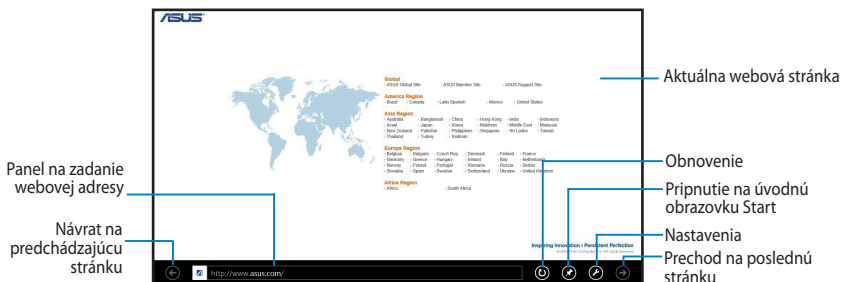 ASUS
Global
ASUS Global Site ASUS Member Site ASUS Support Site
America Region
Brazil Canada Latin Spanish Mexico United States
Asia Region
Australia Bangladesh China Hong Kong India Indonesia
Israel Japan Korea Maldives Middle East Malaysia
New Zealand Pakistan Philippines Singapore Sri Lanka Taiwan
Thailand Turkey Vietnam
Europe Region
Belgium Bulgaria Czech Rep Denmark Finland France
Germany Greece Hungary Ireland Italy Netherlands
Norway Poland Portugal Romania Russia Serbia
Slovakia Spain Sweden Switzerland Ukraine United Kingdom
Africa Region
Africa South Africa
Inspiring Innovation • Persistent Perfection
http://www.asus.com/
Aktuálna webová stránka
Panel na zadanie
webovej adresy
Návrat na
predchádzajúcu
stránku
Obnovenie
Pripnutie na úvodnú
obrazovku Start
Nastavenia
Prechod na poslednú
stránku